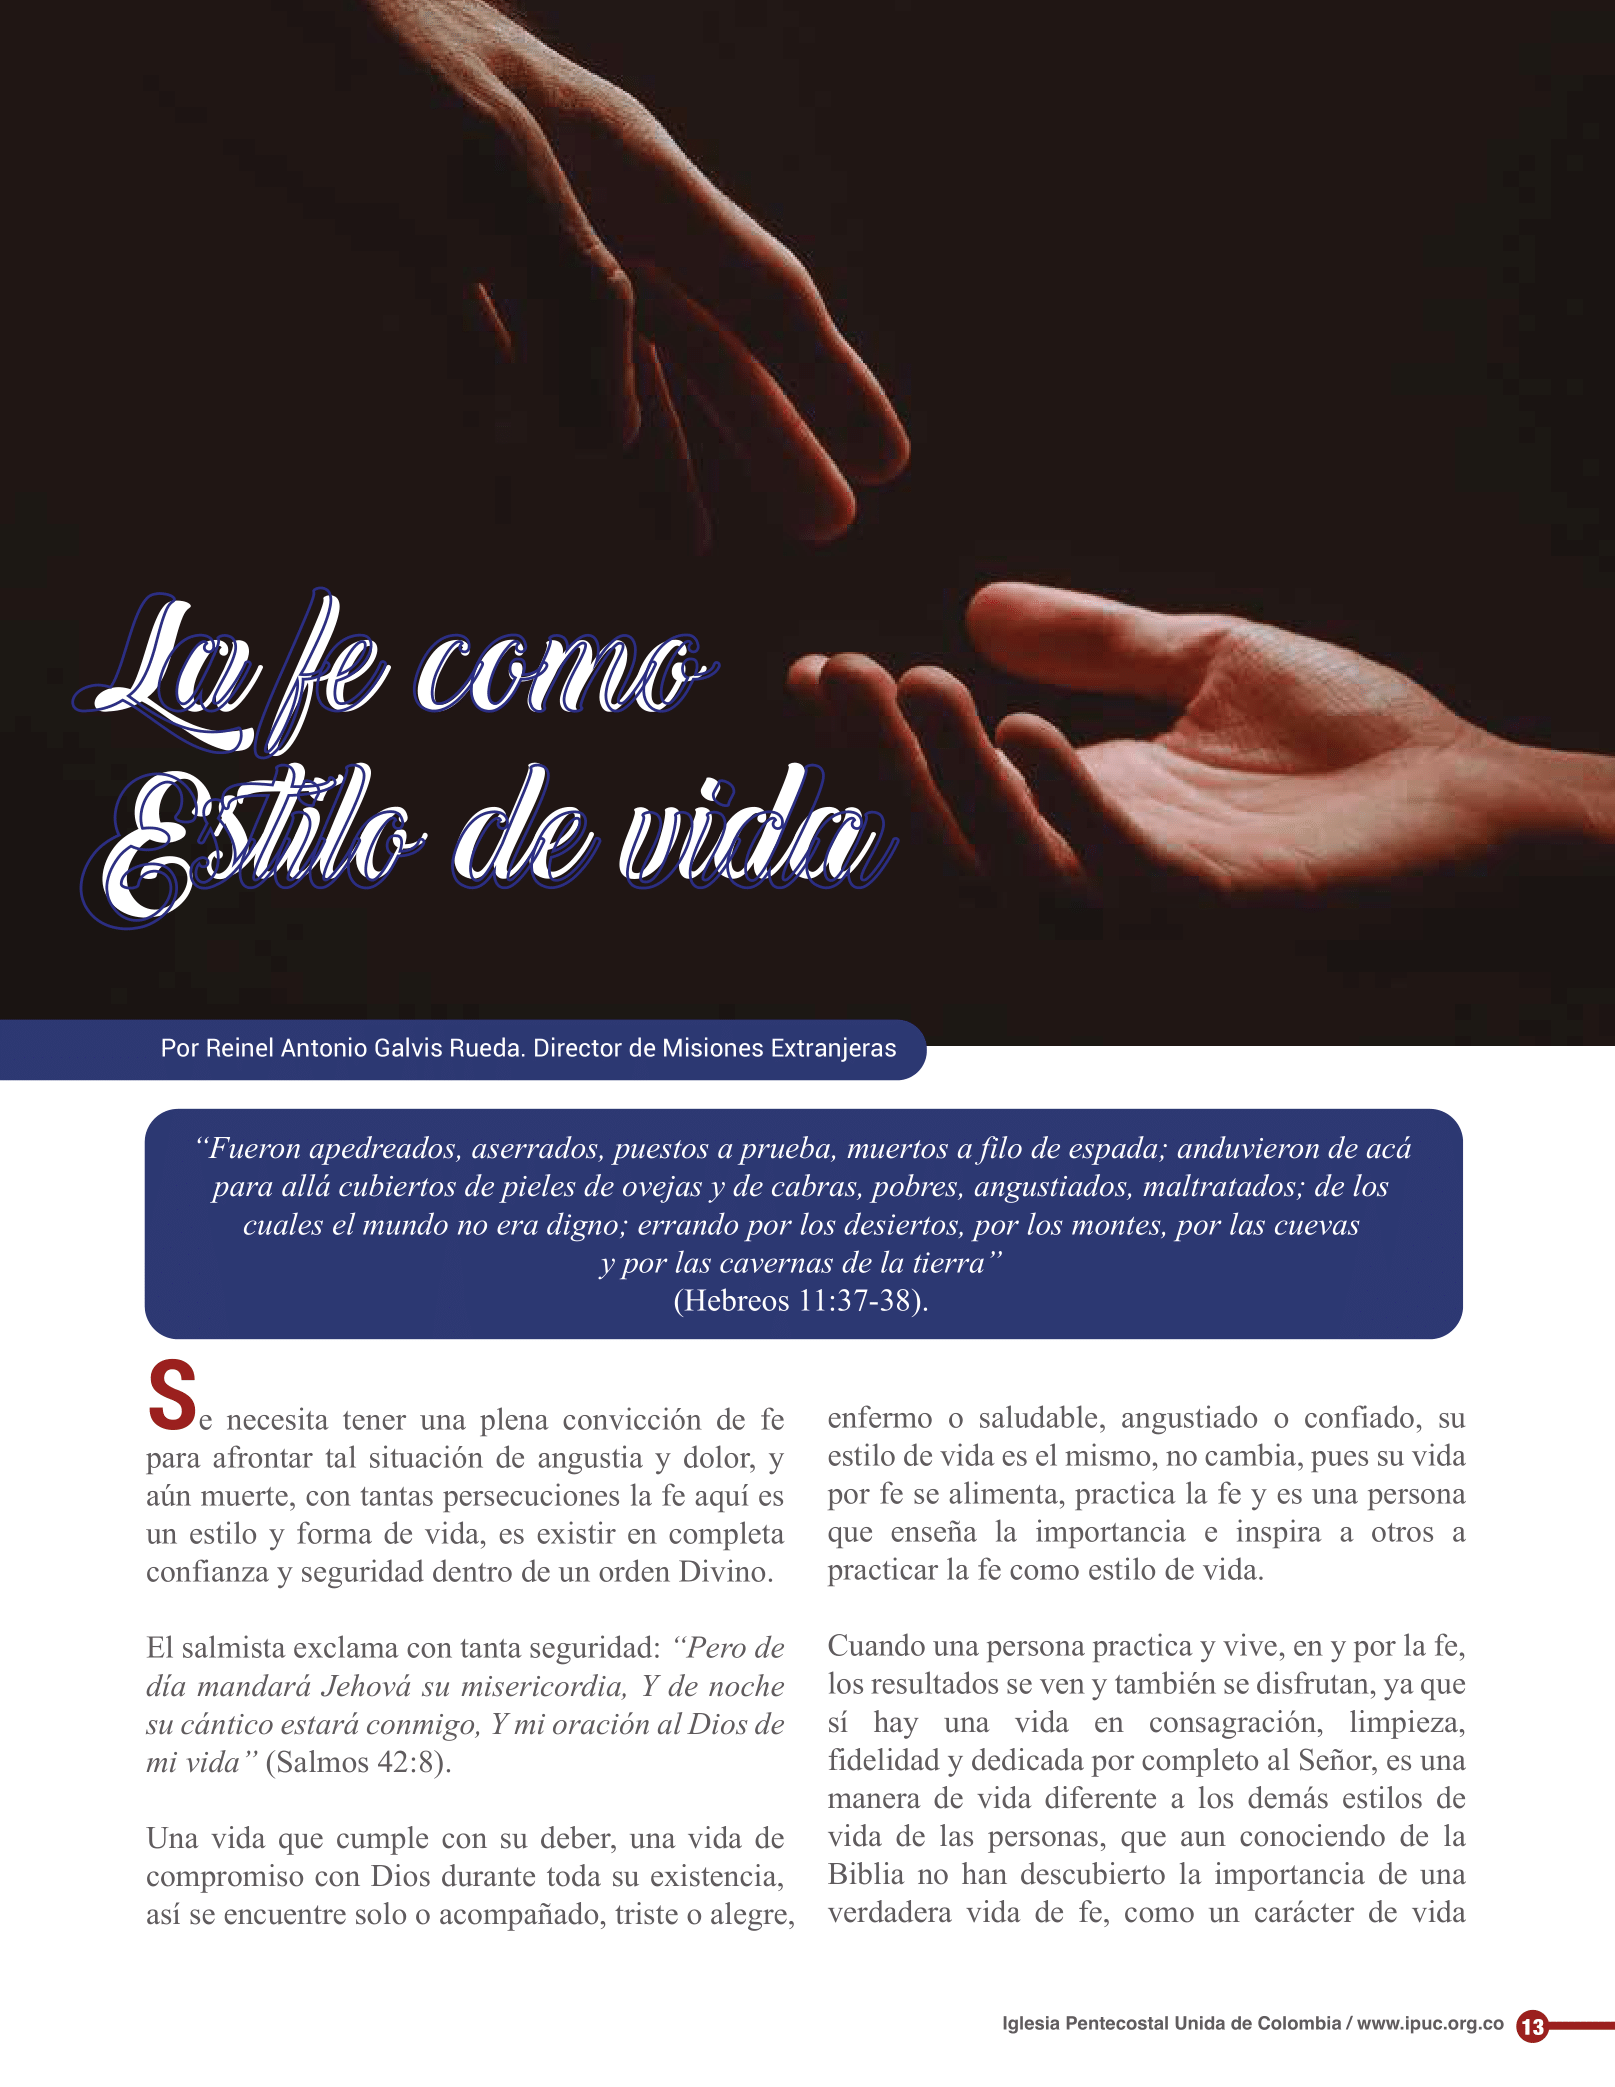 La fe como
Estilo de vida
Por Reinel Antonio Galvis Rueda. Director de Misiones Extranjeras
“Fueron apedreados, aserrados, puestos a prueba, muertos a filo de espada; anduvieron de acá
para allá cubiertos de pieles de ovejas y de cabras, pobres, angustiados, maltratados; de los
cuales el mundo no era digno; errando por los desiertos, por los montes, por las cuevas
y por las cavernas de la tierra”
(Hebreos 11:37-38).
Se necesita tener una plena convicción de fe
para afrontar tal situación de angustia y dolor, y
aún muerte, con tantas persecuciones la fe aquí es
un estilo y forma de vida, es existir en completa
confianza y seguridad dentro de un orden Divino.
El salmista exclama con tanta seguridad: “Pero de
día mandará Jehová su misericordia, Y de noche
su cántico estará conmigo, Y mi oración al Dios de
mi vida” (Salmos 42:8).
Una vida que cumple con su deber, una vida de
compromiso con Dios durante toda su existencia,
así se encuentre solo o acompañado, triste o alegre,
enfermo o saludable, angustiado o confiado, su
estilo de vida es el mismo, no cambia, pues su vida
por fe se alimenta, practica la fe y es una persona
que enseña la importancia e inspira a otros a
practicar la fe como estilo de vida.
Cuando una persona practica y vive, en y por la fe,
los resultados se ven y también se disfrutan, ya que
sí hay una vida en consagración, limpieza,
fidelidad y dedicada por completo al Señor, es una
manera de vida diferente a los demás estilos de
vida de las personas, que aun conociendo de la
Biblia no han descubierto la importancia de una
verdadera vida de fe, como un carácter de vida
Iglesia Pentecostal Unida de Colombia / www.ipuc.org.co 13